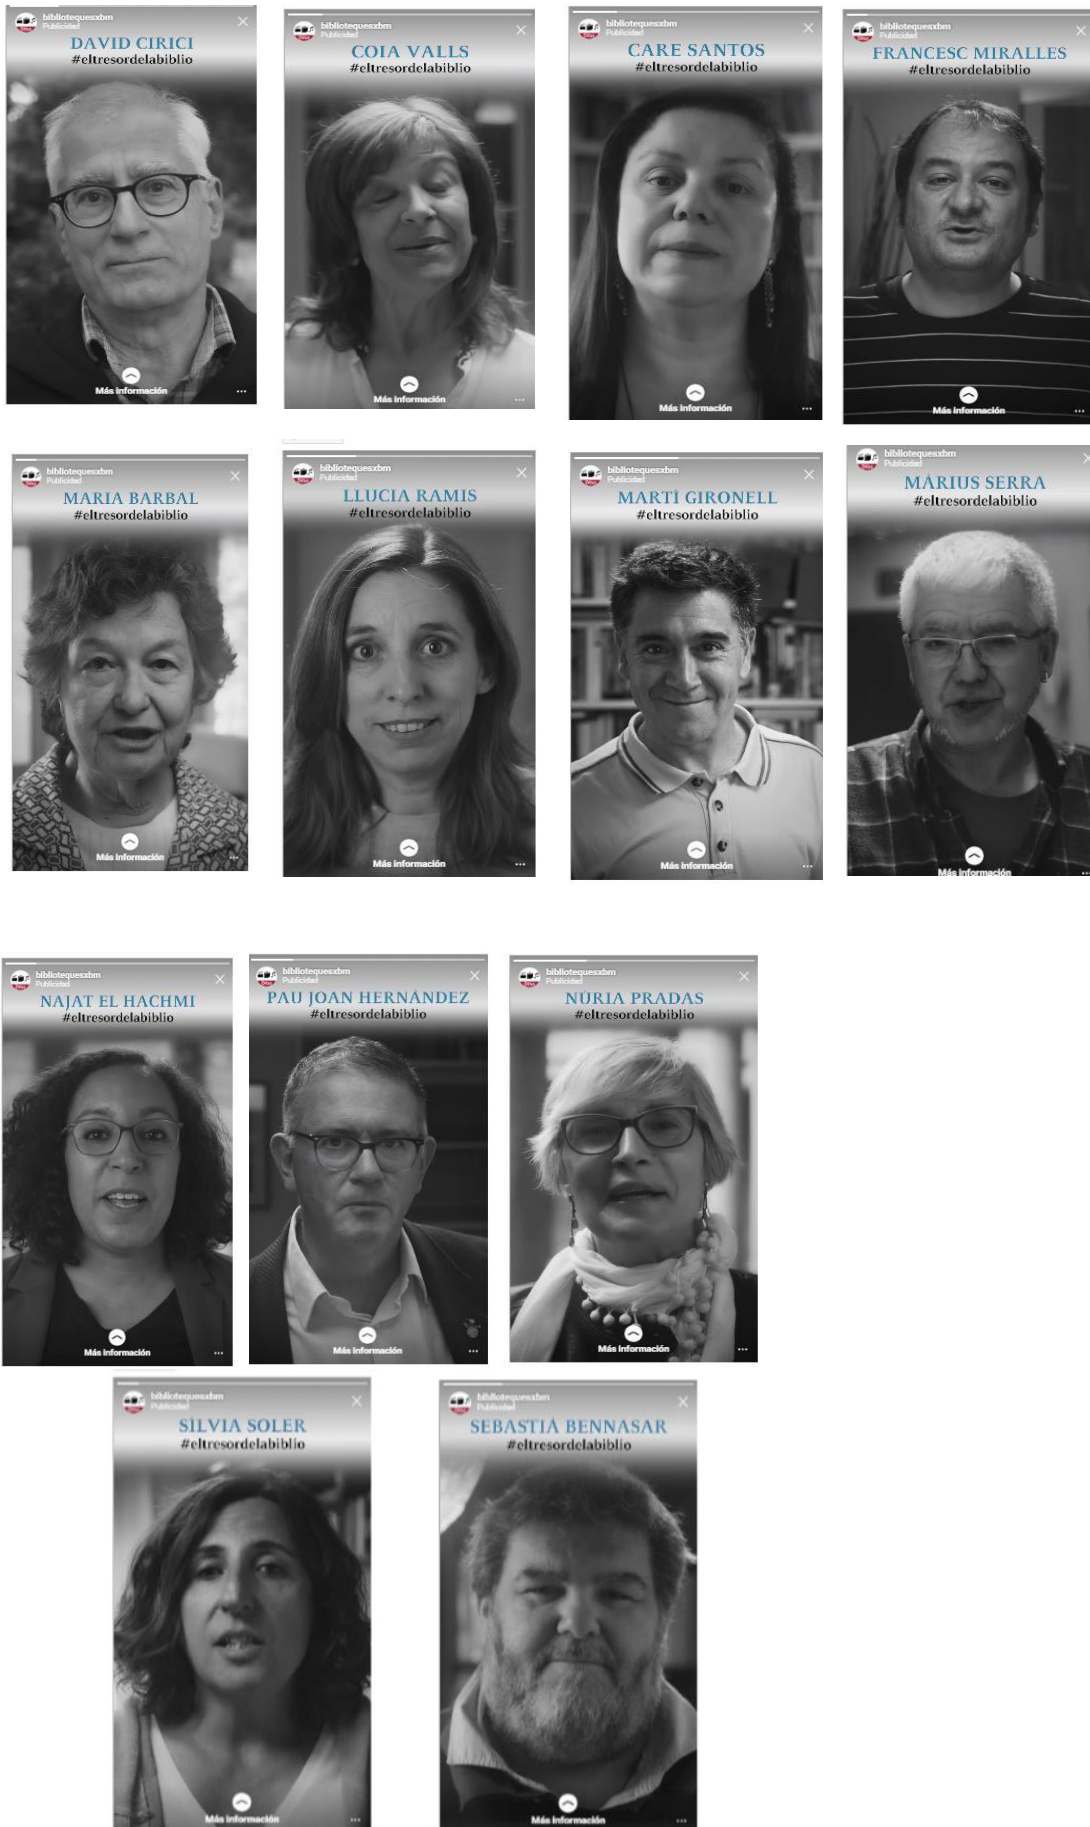 bibliotequesxbm
Publicidad
DAVID CIRICI
#eltresordelabiblio
Más información
bibliotequesxbm
Publicidad
COIA VALLS
#eltresordelabiblio
Más información
bibliotequesxbm
Publicidad
CARE SANTOS
#eltresordelabiblio
Más información
bibliotequesxbm
Publicidad
FRANCESC MIRALLES
#eltresordelabiblio
Más información
bibliotequesxbm
Publicidad
MARIA BARBAL
#eltresordelabiblio
Más información
bibliotequesxbm
Publicidad
LLUCIA RAMIS
#eltresordelabiblio
Más información
bibliotequesxbm
Publicidad
MARTÍ GIRONELL
#eltresordelabiblio
Más información
bibliotequesxbm
Publicidad
MÀRIUS SERRA
#eltresordelabiblio
Más información
bibliotequesxbm
Publicidad
NAJAT EL HACHMI
#eltresordelabiblio
Más información
bibliotequesxbm
Publicidad
PAU JOAN HERNÀNDEZ
#eltresordelabiblio
Más información
bibliotequesxbm
Publicidad
NÚRIA PRADAS
#eltresordelabiblio
Más información
bibliotequesxbm
Publicidad
SÍLVIA SOLER
#eltresordelabiblio
Más información
bibliotequesxbm
Publicidad
SEBASTIÀ BENNASAR
#eltresordelabiblio
Más información